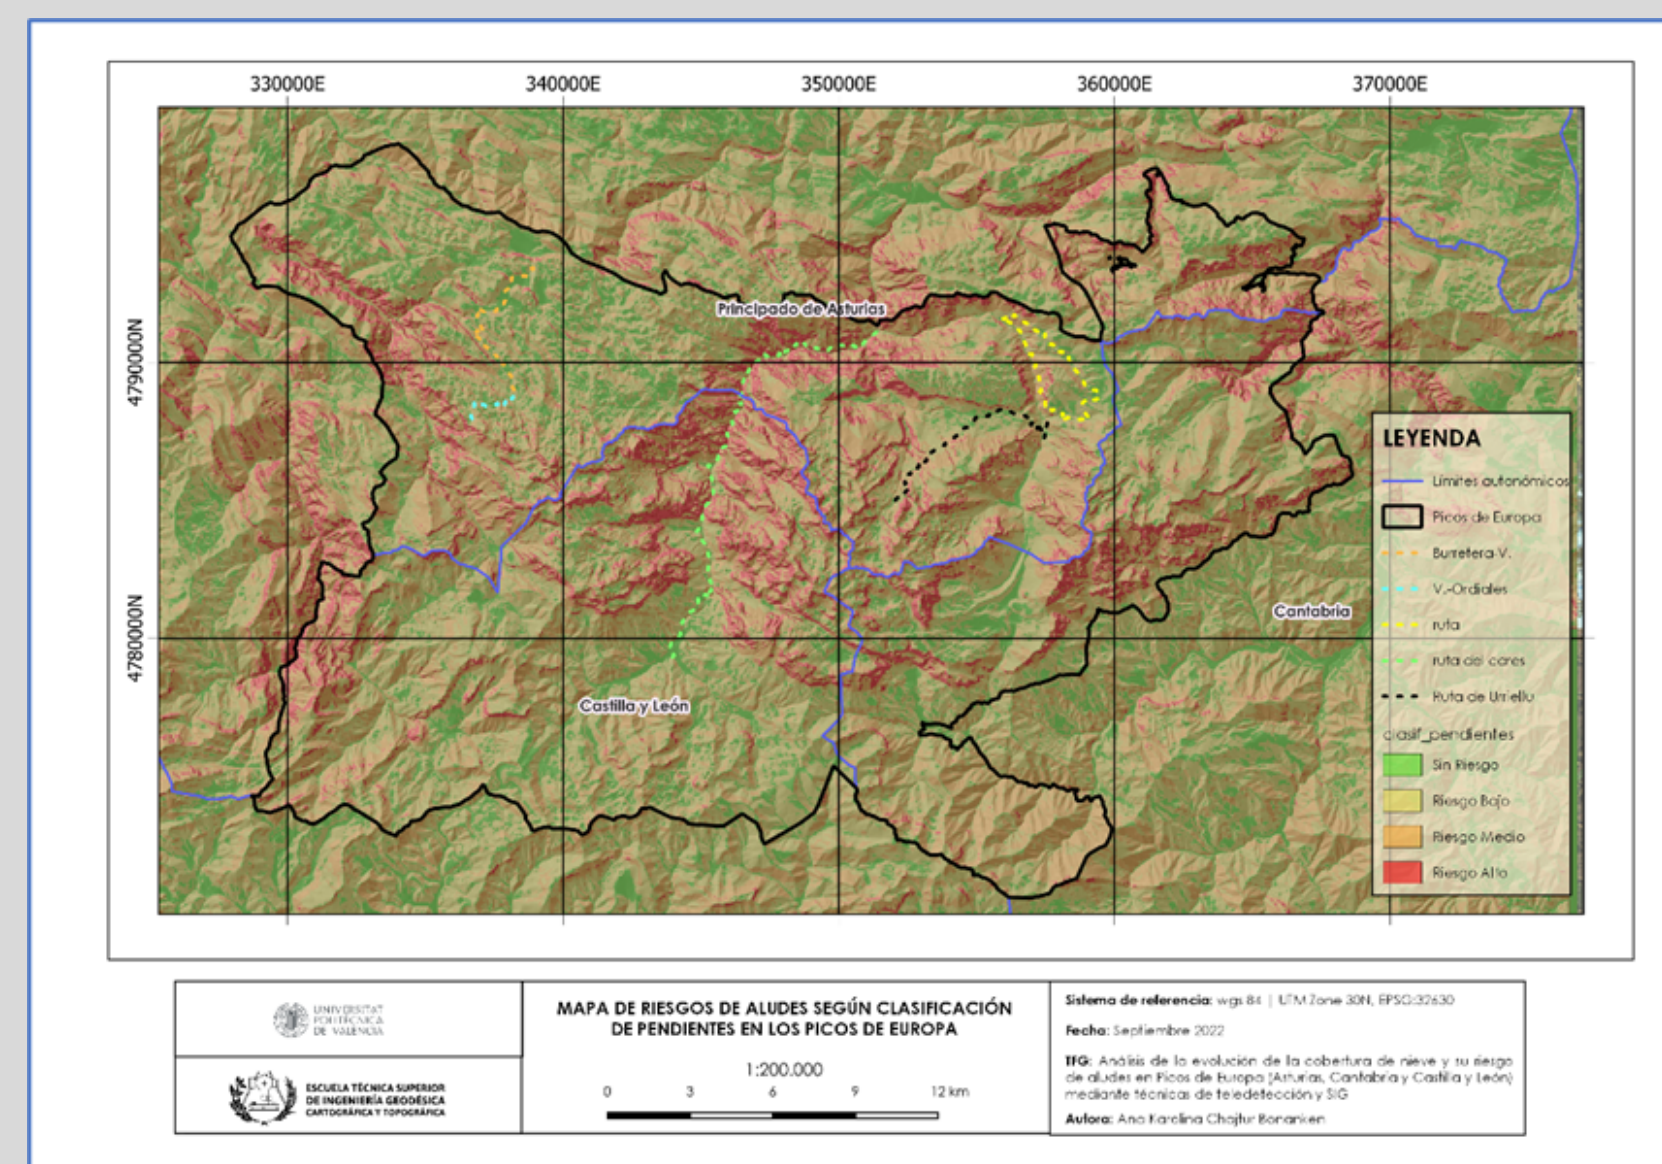 330000E 340000E 350000E 360000E 370000E
4790000N
4780000N
Principado de Asturias
Cantabria
Castilla y León
LEYENDA
Límites autonómicos
Picos de Europa
Burretera-V.
V.-Ordiales
ruta
ruta del cares
Ruta de Urriellu
clasif_pendientes
Sin Riesgo
Riesgo Bajo
Riesgo Medio
Riesgo Alto
UNIVERSITAT
POLITÈCNICA
DE VALÈNCIA
ESCUELA TÉCNICA SUPERIOR
DE INGENIERÍA GEODÉSICA
CARTOGRÁFICA Y TOPOGRÁFICA
MAPA DE RIESGOS DE ALUDES SEGÚN CLASIFICACIÓN
DE PENDIENTES EN LOS PICOS DE EUROPA
1:200.000
0 3 6 9 12 km
Sistema de referencia: wgs 84 | UTM Zone 30N, EPSG:32630
Fecha: Septiembre 2022
TFG: Análisis de la evolución de la cobertura de nieve y su riesgo
de aludes en Picos de Europa (Asturias, Cantabria y Castilla y León)
mediante técnicas de teledetección y SIG
Autora: Ana Karolina Chajtur Bonanken